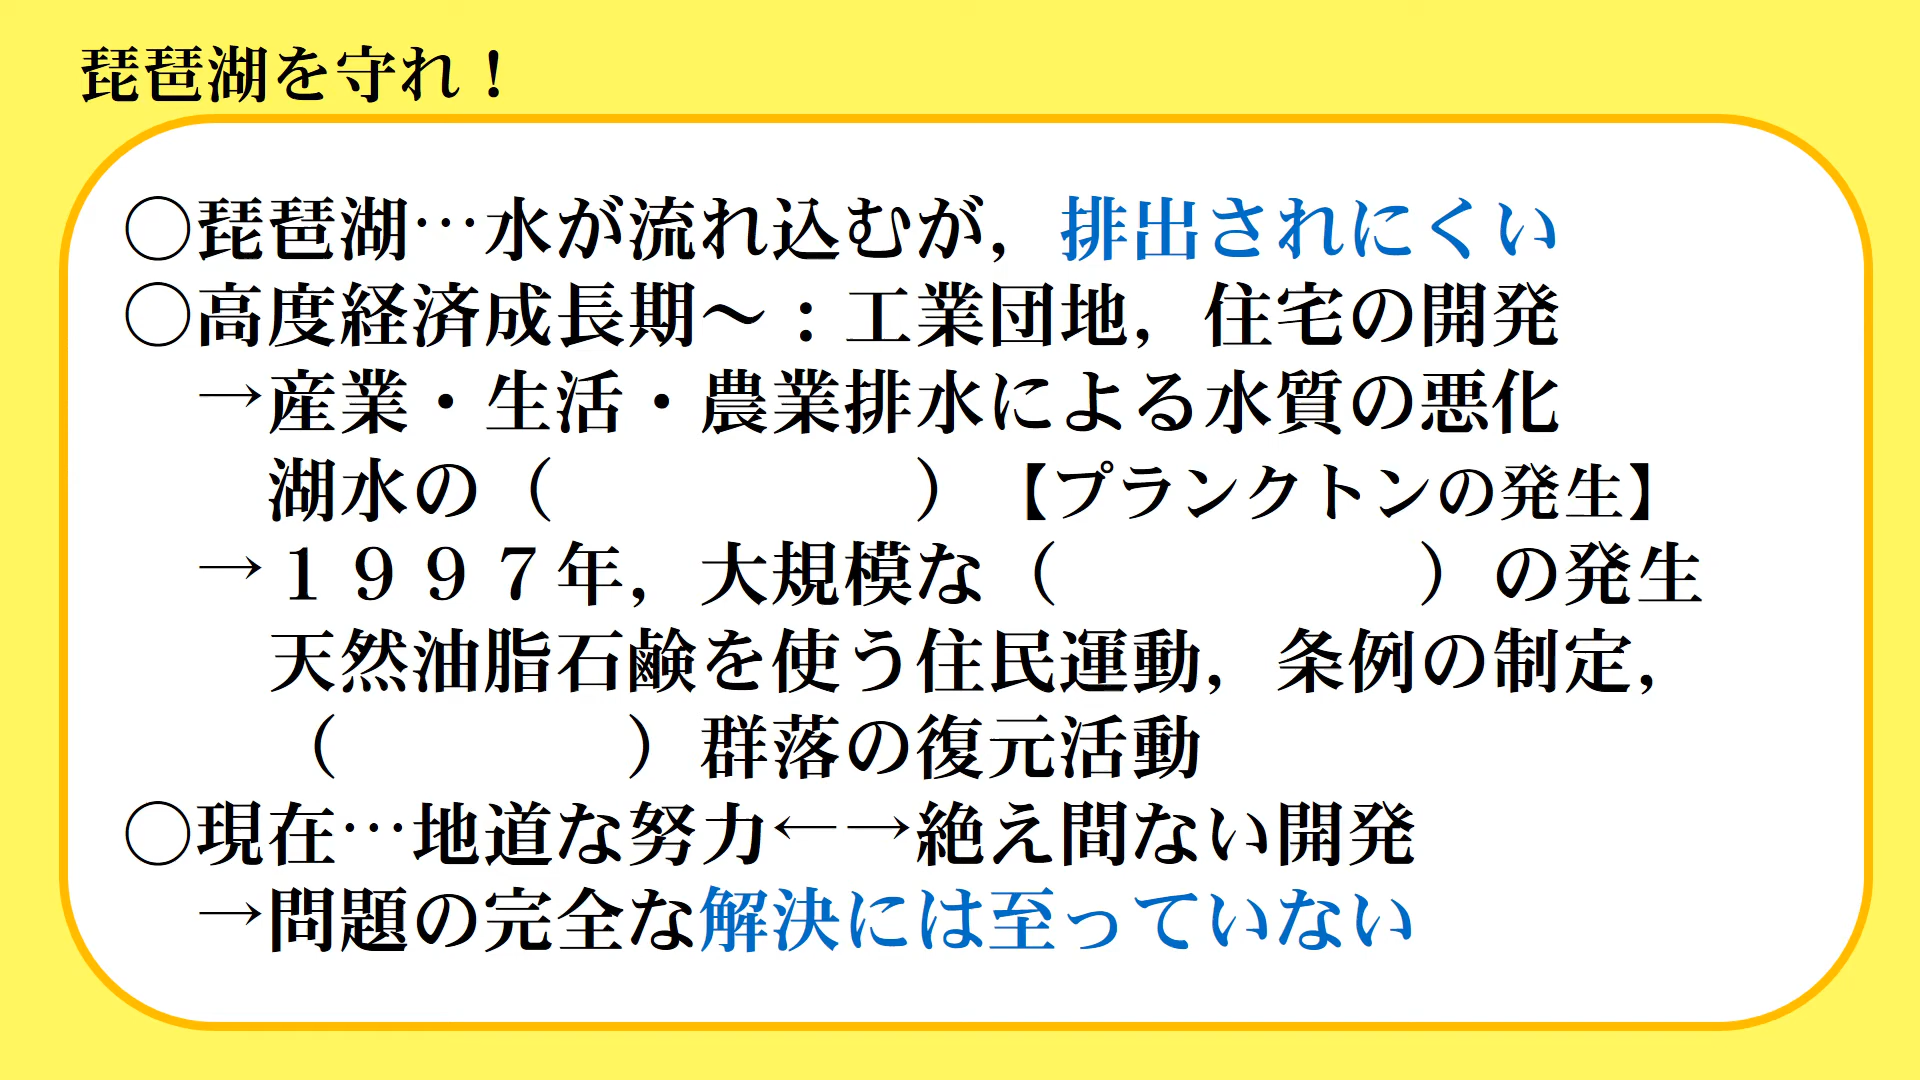 琵琶湖を守れ！
〇琵琶湖…水が流れ込むが，排出されにくい
〇高度経済成長期～：工業団地，住宅の開発
→産業・生活・農業排水による水質の悪化
湖水の（　　　　　）【プランクトンの発生】
→１９９７年，大規模な（　　　　　）の発生
天然油脂石鹸を使う住民運動，条例の制定，
（　　　　）群落の復元活動
〇現在…地道な努力←→絶え間ない開発
→問題の完全な解決には至っていない